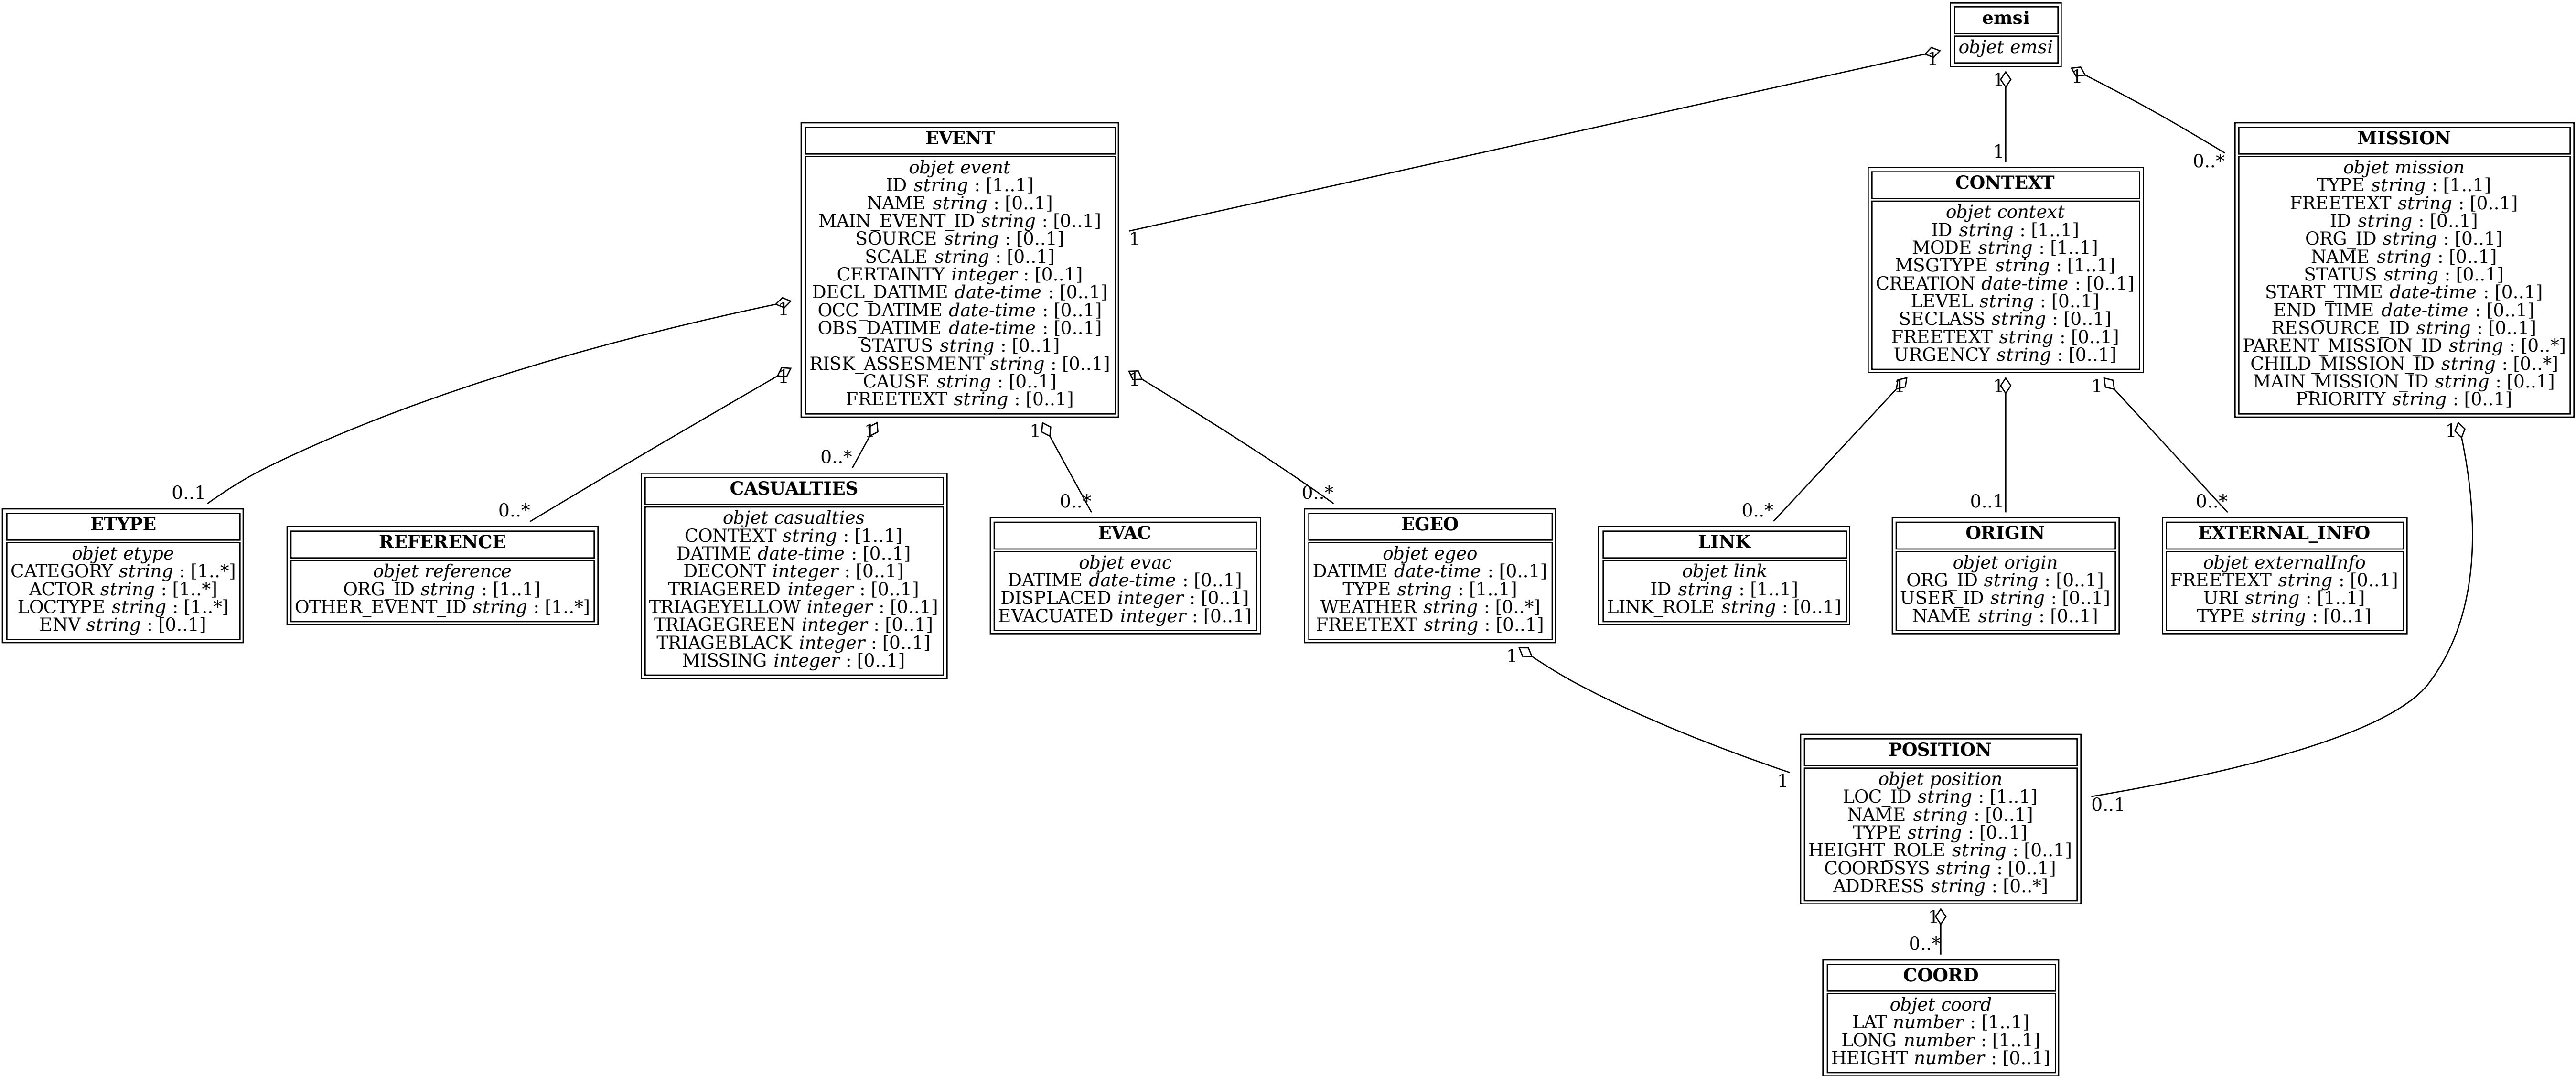 emsi
objet emsi
1
1
1
EVENT
objet event
ID string : [1..1]
NAME string : [0..1]
MAIN_EVENT_ID string : [0..1]
SOURCE string : [0..1]
SCALE string : [0..1]
CERTAINTY integer : [0..1]
DECL_DATIME date-time : [0..1]
OCC_DATIME date-time : [0..1]
OBS_DATIME date-time : [0..1]
STATUS string : [0..1]
RISK_ASSESMENT string : [0..1]
CAUSE string : [0..1]
FREETEXT string : [0..1]
1
1
0..*
CONTEXT
objet context
ID string : [1..1]
MODE string : [1..1]
MSGTYPE string : [1..1]
CREATION date-time : [0..1]
LEVEL string : [0..1]
SECLASS string : [0..1]
FREETEXT string : [0..1]
URGENCY string : [0..1]
MISSION
objet mission
TYPE string : [1..1]
FREETEXT string : [0..1]
ID string : [0..1]
ORG_ID string : [0..1]
NAME string : [0..1]
STATUS string : [0..1]
START_TIME date-time : [0..1]
END_TIME date-time : [0..1]
RESOURCE_ID string : [0..1]
PARENT_MISSION_ID string : [0..*]
CHILD_MISSION_ID string : [0..*]
MAIN_MISSION_ID string : [0..1]
PRIORITY string : [0..1]
1
1
1
1
1
1
1
1
1
0..1
0..*
0..*
0..*
0..*
0..*
0..1
0..*
ETYPE
objet etype
CATEGORY string : [1..*]
ACTOR string : [1..*]
LOCTYPE string : [1..*]
ENV string : [0..1]
REFERENCE
objet reference
ORG_ID string : [1..1]
OTHER_EVENT_ID string : [1..*]
CASUALTIES
objet casualties
CONTEXT string : [1..1]
DATIME date-time : [0..1]
DECONT integer : [0..1]
TRIAGERED integer : [0..1]
TRIAGEYELLOW integer : [0..1]
TRIAGEGREEN integer : [0..1]
TRIAGEBLACK integer : [0..1]
MISSING integer : [0..1]
EVAC
objet evac
DATIME date-time : [0..1]
DISPLACED integer : [0..1]
EVACUATED integer : [0..1]
EGEO
objet egeo
DATIME date-time : [0..1]
TYPE string : [1..1]
WEATHER string : [0..*]
FREETEXT string : [0..1]
LINK
objet link
ID string : [1..1]
LINK_ROLE string : [0..1]
ORIGIN
objet origin
ORG_ID string : [0..1]
USER_ID string : [0..1]
NAME string : [0..1]
EXTERNAL_INFO
objet externalInfo
FREETEXT string : [0..1]
URI string : [1..1]
TYPE string : [0..1]
1
1
0..1
POSITION
objet position
LOC_ID string : [1..1]
NAME string : [0..1]
TYPE string : [0..1]
HEIGHT_ROLE string : [0..1]
COORDSYS string : [0..1]
ADDRESS string : [0..*]
1
0..*
COORD
objet coord
LAT number : [1..1]
LONG number : [1..1]
HEIGHT number : [0..1]